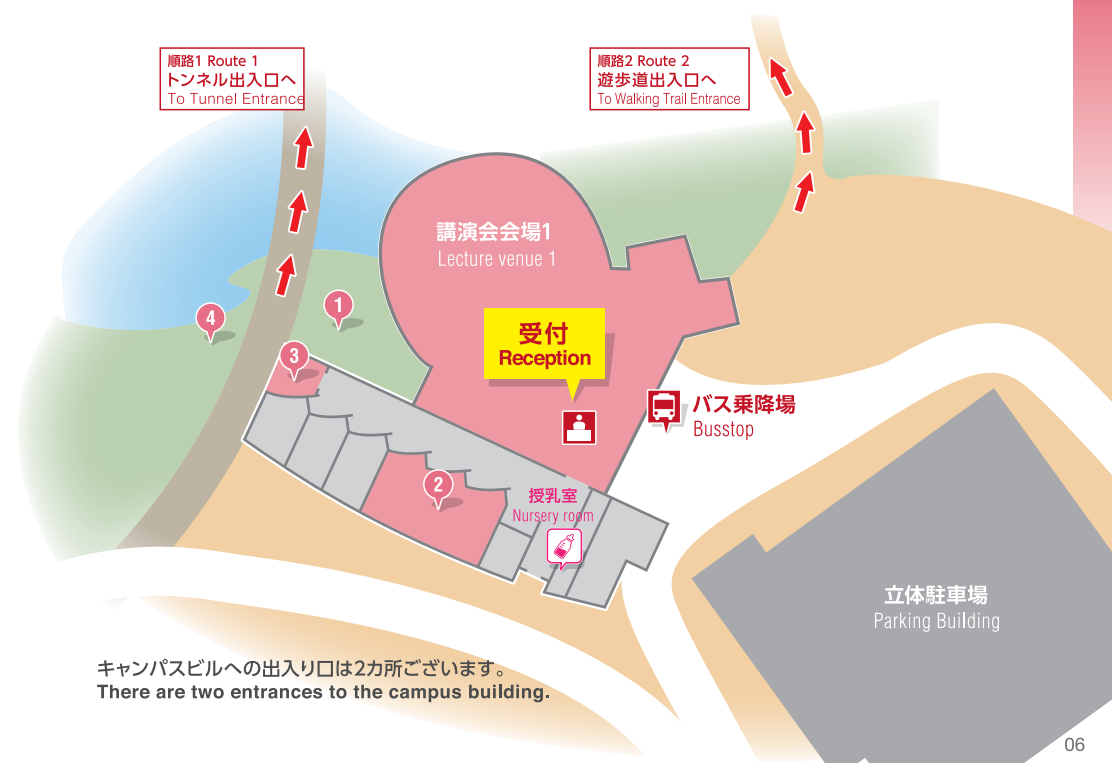 順路1 Route 1
トンネル出入口へ
To Tunnel Entrance
順路2 Route 2
遊歩道出入口へ
To Walking Trail Entrance
講演会会場1
Lecture venue 1
受付
Reception
1
4
3
2
バス乗降場
Busstop
授乳室
Nursery room
立体駐車場
Parking Building
キャンパスビルへの出入り口は2カ所ございます。
There are two entrances to the campus building.
06